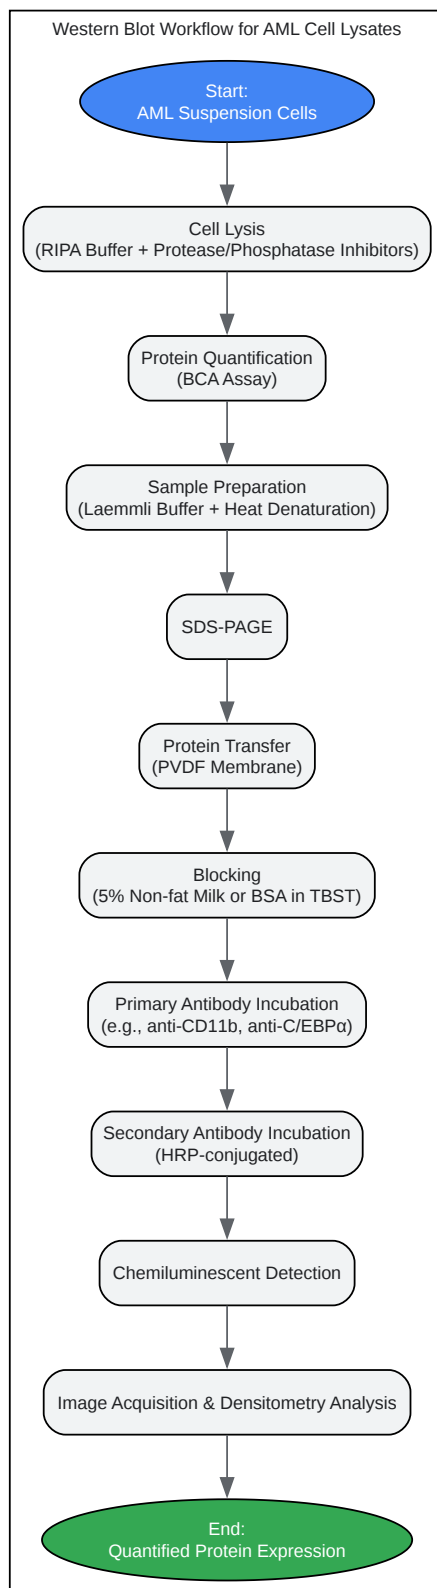 Western Blot Workflow for AML Cell Lysates
Start:
AML Suspension Cells
Cell Lysis
(RIPA Buffer + Protease/Phosphatase Inhibitors)
Protein Quantification
(BCA Assay)
Sample Preparation
(Laemmli Buffer + Heat Denaturation)
SDS-PAGE
Protein Transfer
(PVDF Membrane)
Blocking
(5% Non-fat Milk or BSA in TBST)
Primary Antibody Incubation
(e.g., anti-CD11b, anti-C/EBPα)
Secondary Antibody Incubation
(HRP-conjugated)
Chemiluminescent Detection
Image Acquisition & Densitometry Analysis
End:
Quantified Protein Expression